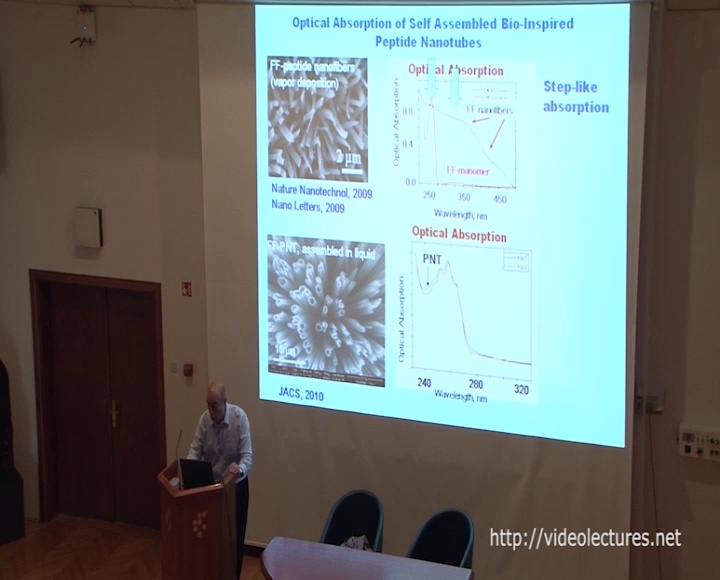 Optical Absorption of Self Assembled Bio-Inspired
Peptide Nanotubes
FF-peptide nanofibers
(vapor deposition)
2 µm
Nature Nanotechnol, 2009
Nano Letters, 2009
Optical Absorption
Optical Absorption
0.8
0.4
0.0
FF nanofibers
FF-monomer
250 350 450
Wavelength, nm
Step-like
absorption
FF-PNT, assembled in liquid
JACS, 2010
Optical Absorption
Optical Absorption
PNT
240 280 320
Wavelength, nm
http://videolectures.net